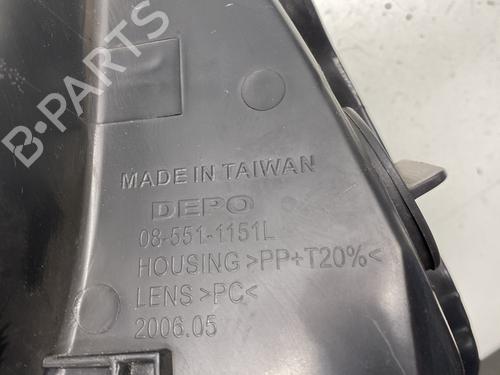 B-PARTS
MADE IN TAIWAN
DEPO
08-551-1151L
HOUSING >PP+T20%<
LENS >PC<
2006.05